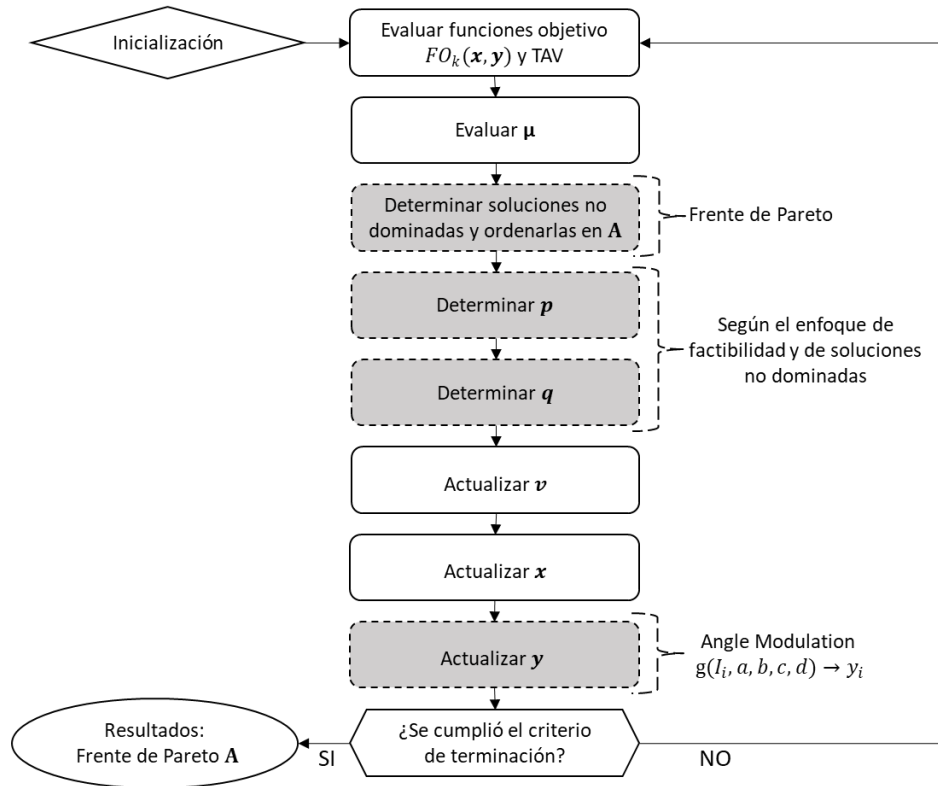 Inicialización
Evaluar funciones objetivo
FO_k(x, y) y TAV
Evaluar μ
Determinar soluciones no
dominadas y ordenarlas en A
Frente de Pareto
Determinar p
Según el enfoque de
factibilidad y de soluciones
no dominadas
Determinar q
Actualizar v
Actualizar x
Actualizar y
Angle Modulation
g(I_i, a, b, c, d) → y_i
¿Se cumplió el criterio
de terminación?
Resultados:
Frente de Pareto A
SI
NO